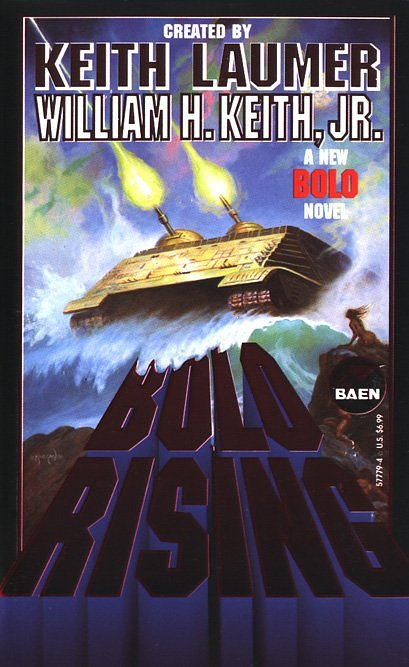 CREATED BY
KEITH LAUMER
WILLIAM H. KEITH, JR.
A NEW
BOLO
NOVEL
BAEN
57779-4 U.S. $6.99
BOLO
RISING